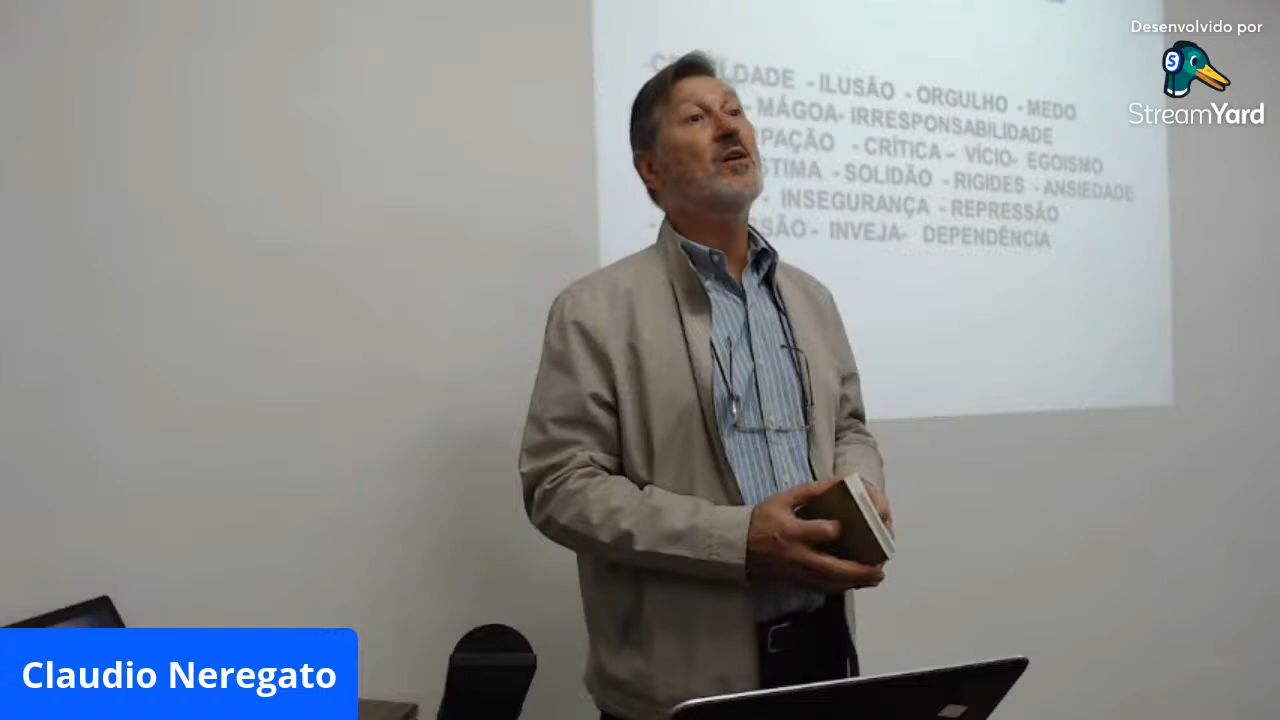 Desenvolvido por
StreamYard
- ILUSÃO - ORGULHO - MEDO
- MÁGOA- IRRESPONSABILIDADE
- CRÍTICA – VÍCIO- EGOISMO
- SOLIDÃO - RIGIDES - ANSIEDADE
- INSEGURANÇA - REPRESSÃO
- INVEJA- DEPENDÊNCIA
Claudio Neregato